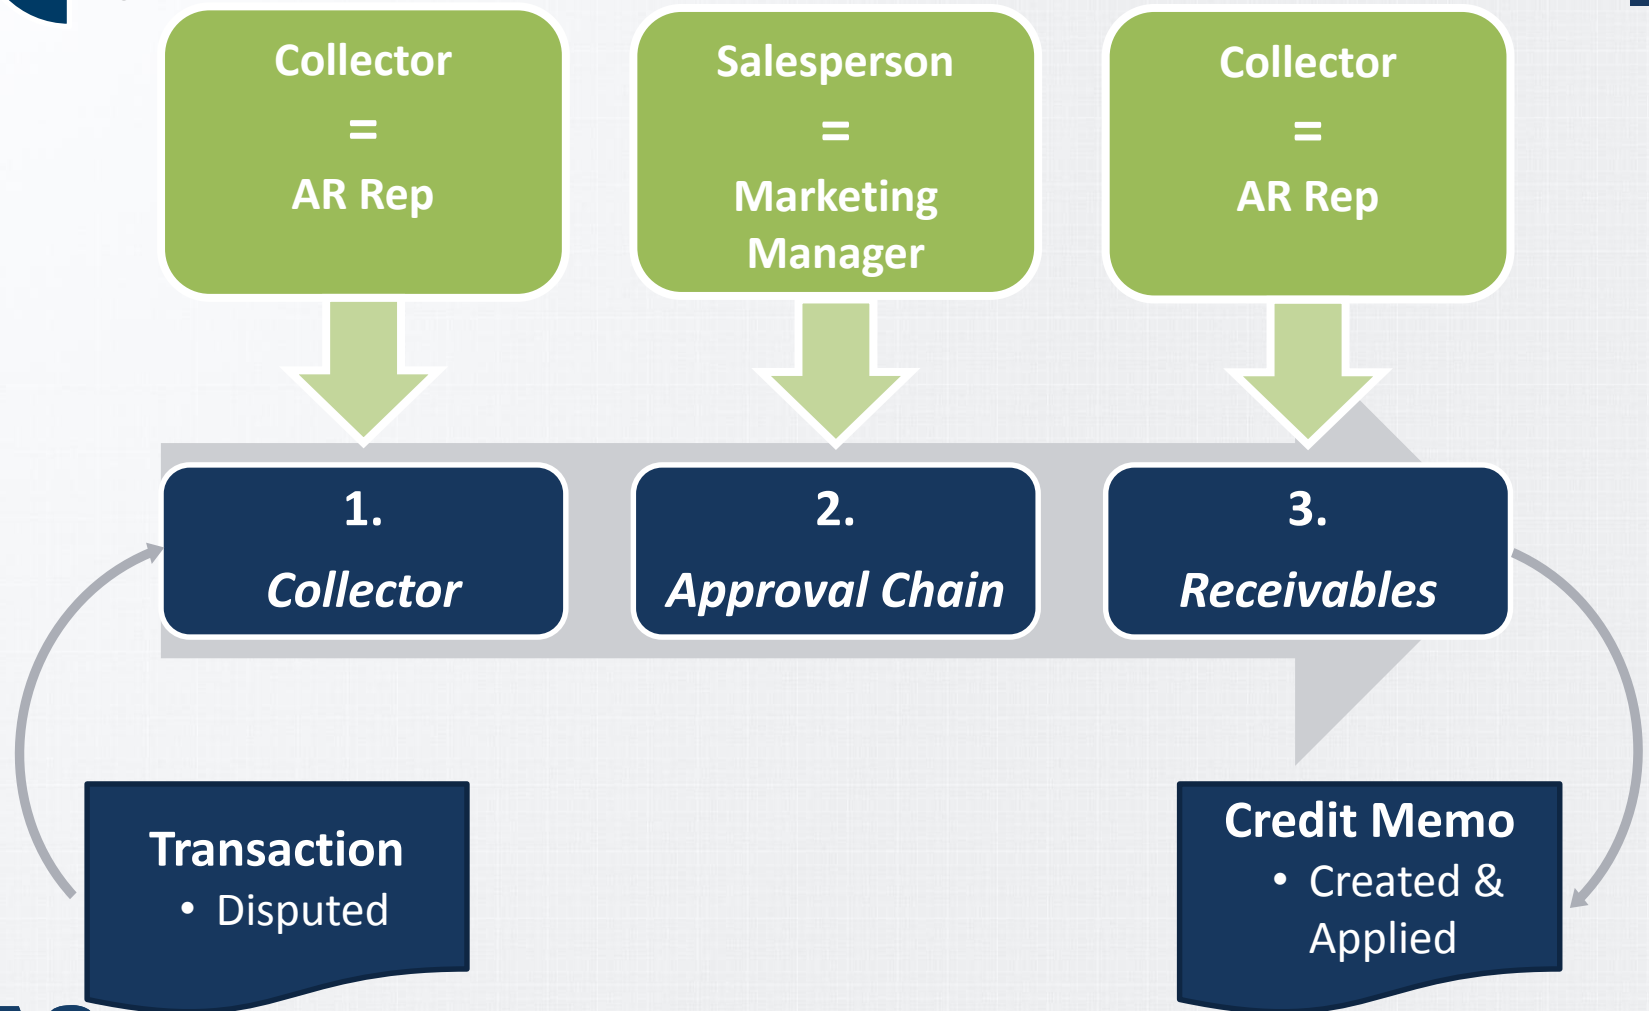 Collector
=
AR Rep
Salesperson
=
Marketing
Manager
Collector
=
AR Rep
1.
Collector
2.
Approval Chain
3.
Receivables
Transaction
• Disputed
Credit Memo
• Created &
Applied